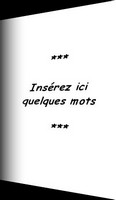 ***
Insérez ici
quelques mots
***